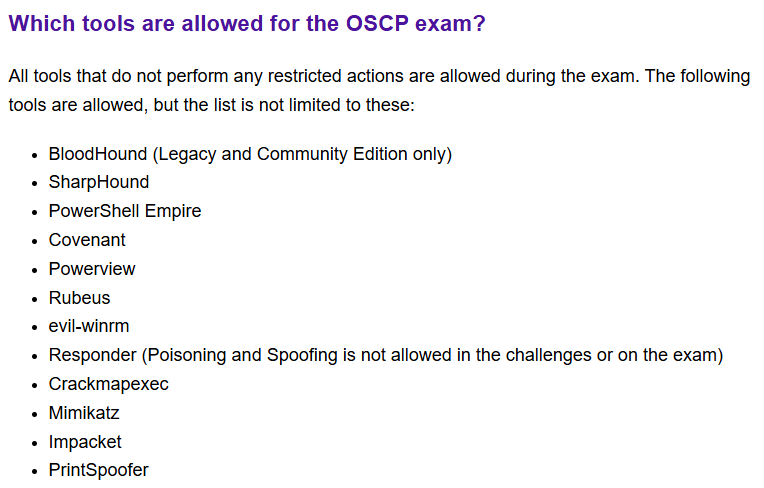 Which tools are allowed for the OSCP exam?
All tools that do not perform any restricted actions are allowed during the exam. The following
tools are allowed, but the list is not limited to these:
• BloodHound (Legacy and Community Edition only)
• SharpHound
• PowerShell Empire
• Covenant
• Powerview
• Rubeus
• evil-winrm
• Responder (Poisoning and Spoofing is not allowed in the challenges or on the exam)
• Crackmapexec
• Mimikatz
• Impacket
• PrintSpoofer